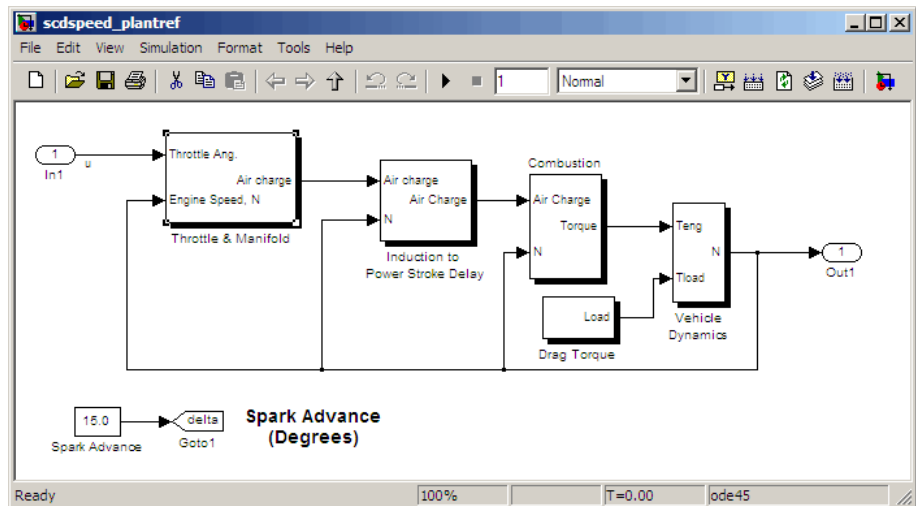 scdspeed_plantref
File Edit View Simulation Format Tools Help
1 Normal
1
In1
u
Throttle Ang.
Air charge
Engine Speed, N
Throttle & Manifold
Air charge
Air Charge
N
Induction to
Power Stroke Delay
Combustion
Air Charge
Torque
N
Load
Drag Torque
Teng
N
Tload
Vehicle
Dynamics
1
Out1
15.0
Spark Advance
delta
Goto1
Spark Advance
(Degrees)
Ready 100% T=0.00 ode45